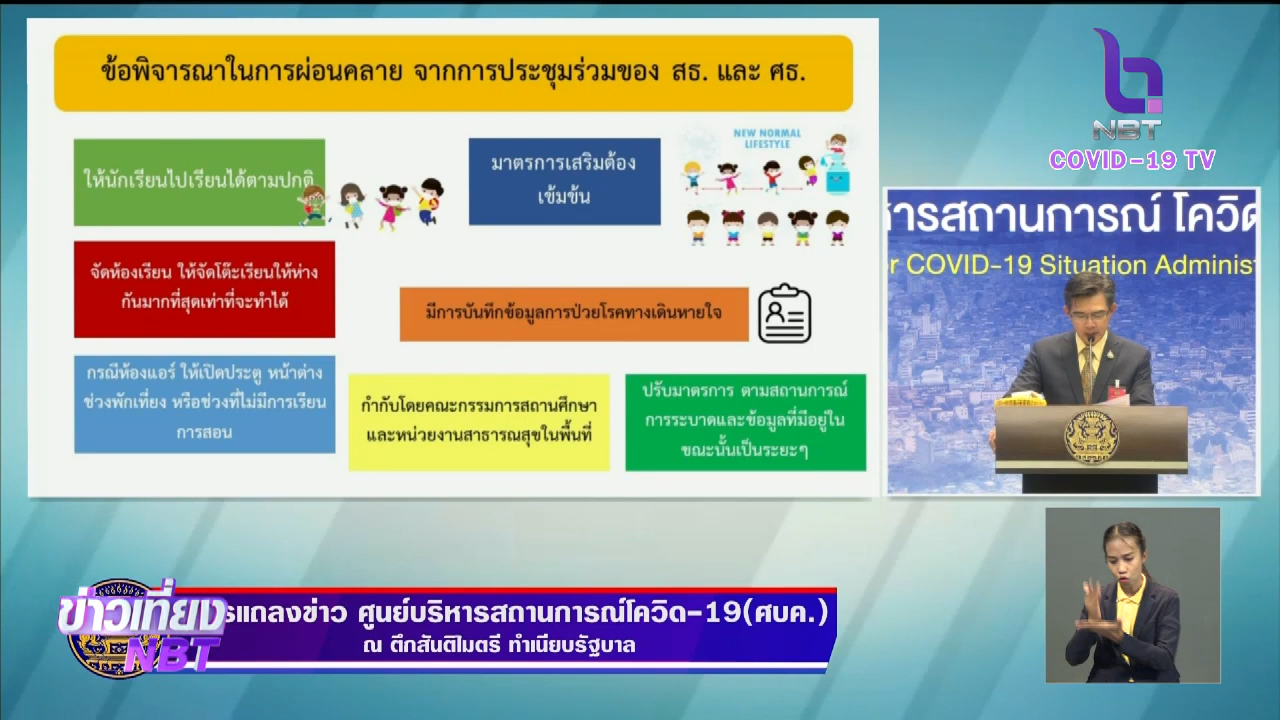 ข้อพิจารณาในการผ่อนคลาย จากการประชุมร่วมของ สธ. และ ศธ.
ให้นักเรียนไปเรียนได้ตามปกติ
มาตรการเสริมต้อง
เข้มข้น
NEW NORMAL
LIFESTYLE
จัดห้องเรียน ให้จัดโต๊ะเรียนให้ห่าง
กันมากที่สุดเท่าที่จะทำได้
มีการบันทึกข้อมูลการป่วยโรคทางเดินหายใจ
กรณีห้องแอร์ ให้เปิดประตู หน้าต่าง
ช่วงพักเที่ยง หรือช่วงที่ไม่มีการเรียน
การสอน
กำกับโดยคณะกรรมการสถานศึกษา
และหน่วยงานสาธารณสุขในพื้นที่
ปรับมาตรการ ตามสถานการณ์
การระบาดและข้อมูลที่มีอยู่ใน
ขณะนั้นเป็นระยะๆ
NBT
COVID-19 TV
หารสถานการณ์ โควิด
r COVID-19 Situation Administ
ข่าวเที่ยง
NBT
รแถลงข่าว ศูนย์บริหารสถานการณ์โควิด-19(ศบค.)
ณ ตึกสันติไมตรี ทำเนียบรัฐบาล